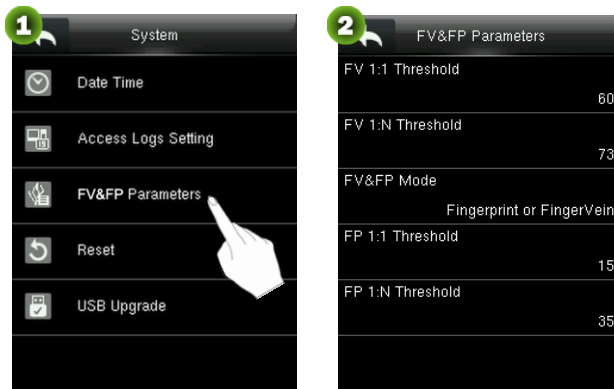 1
System
Date Time
Access Logs Setting
FV&FP Parameters
Reset
USB Upgrade
2
FV&FP Parameters
FV 1:1 Threshold
60
FV 1:N Threshold
73
FV&FP Mode
Fingerprint or FingerVein
FP 1:1 Threshold
15
FP 1:N Threshold
35